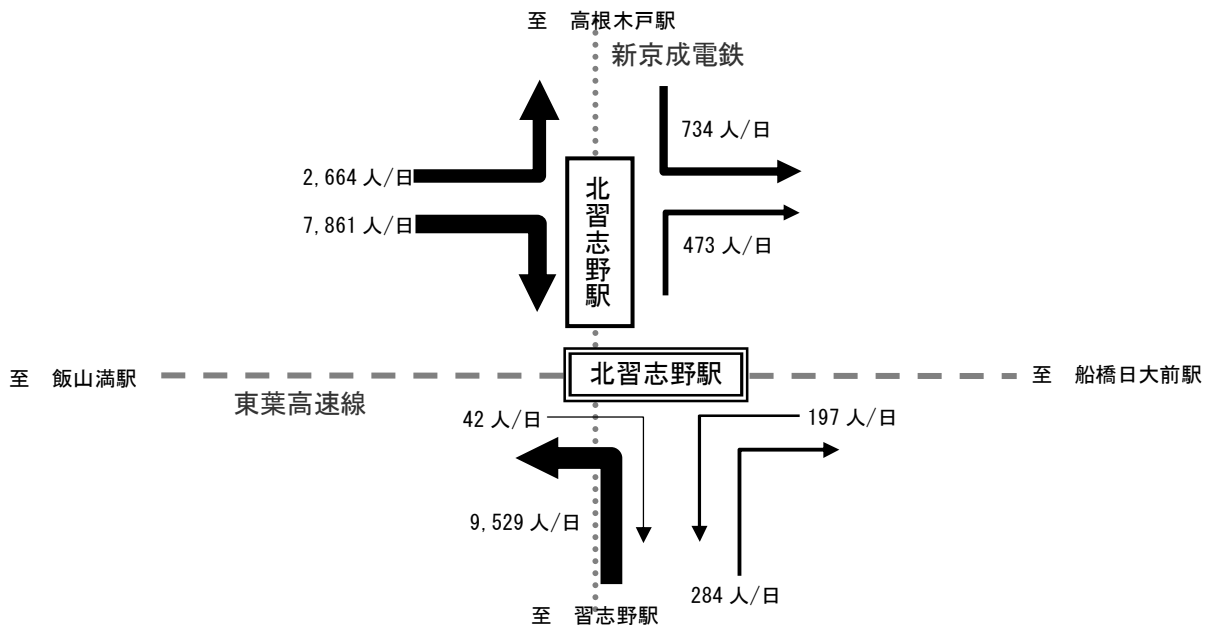 至 高根木戸駅
新京成電鉄
734 人/日
2,664 人/日
7,861 人/日
北習志野駅
473 人/日
北習志野駅
至 飯山満駅
至 船橋日大前駅
東葉高速線
42 人/日
197 人/日
9,529 人/日
284 人/日
至 習志野駅